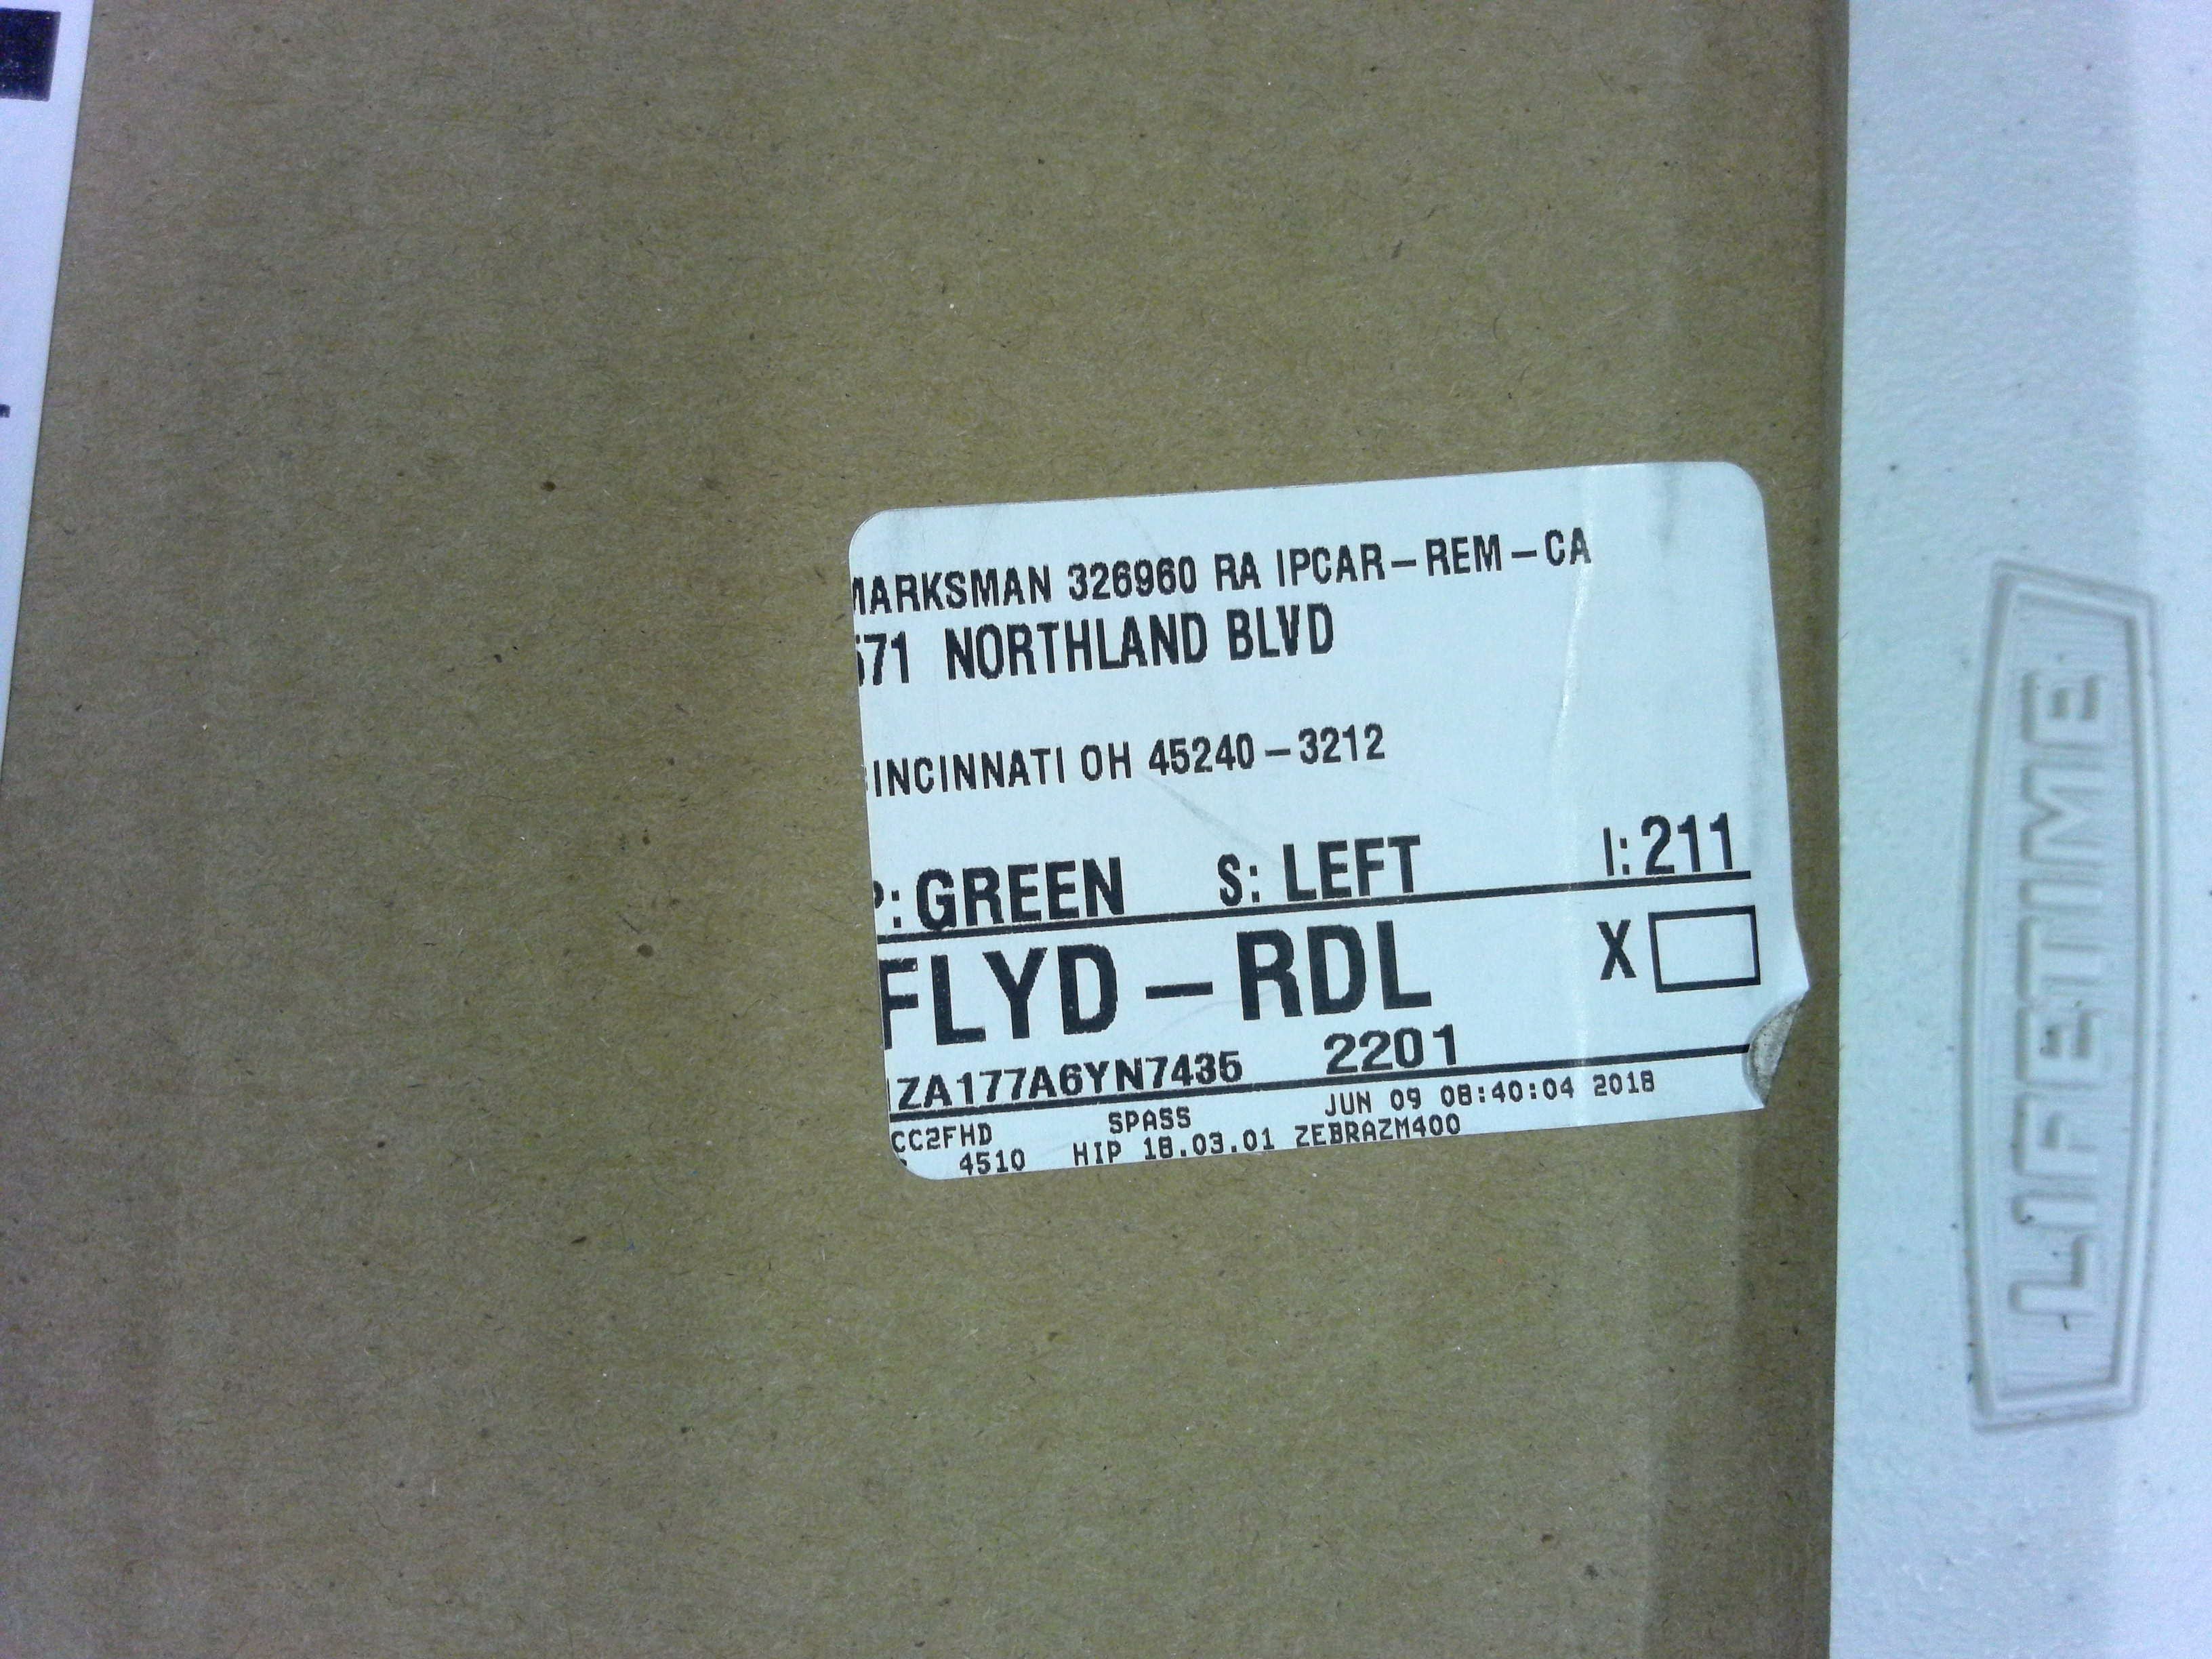 MARKSMAN 326960 RA IPCAR-REM-CA
571 NORTHLAND BLVD
INCINNATI OH 45240-3212
P: GREEN S: LEFT I: 211
FLYD-RDL X
1ZA177A6YN7435 2201
CC2FHD SPASS JUN 09 08:40:04 2018
4510 HIP 18.03.01 ZEBRAZM400
LIFETIME